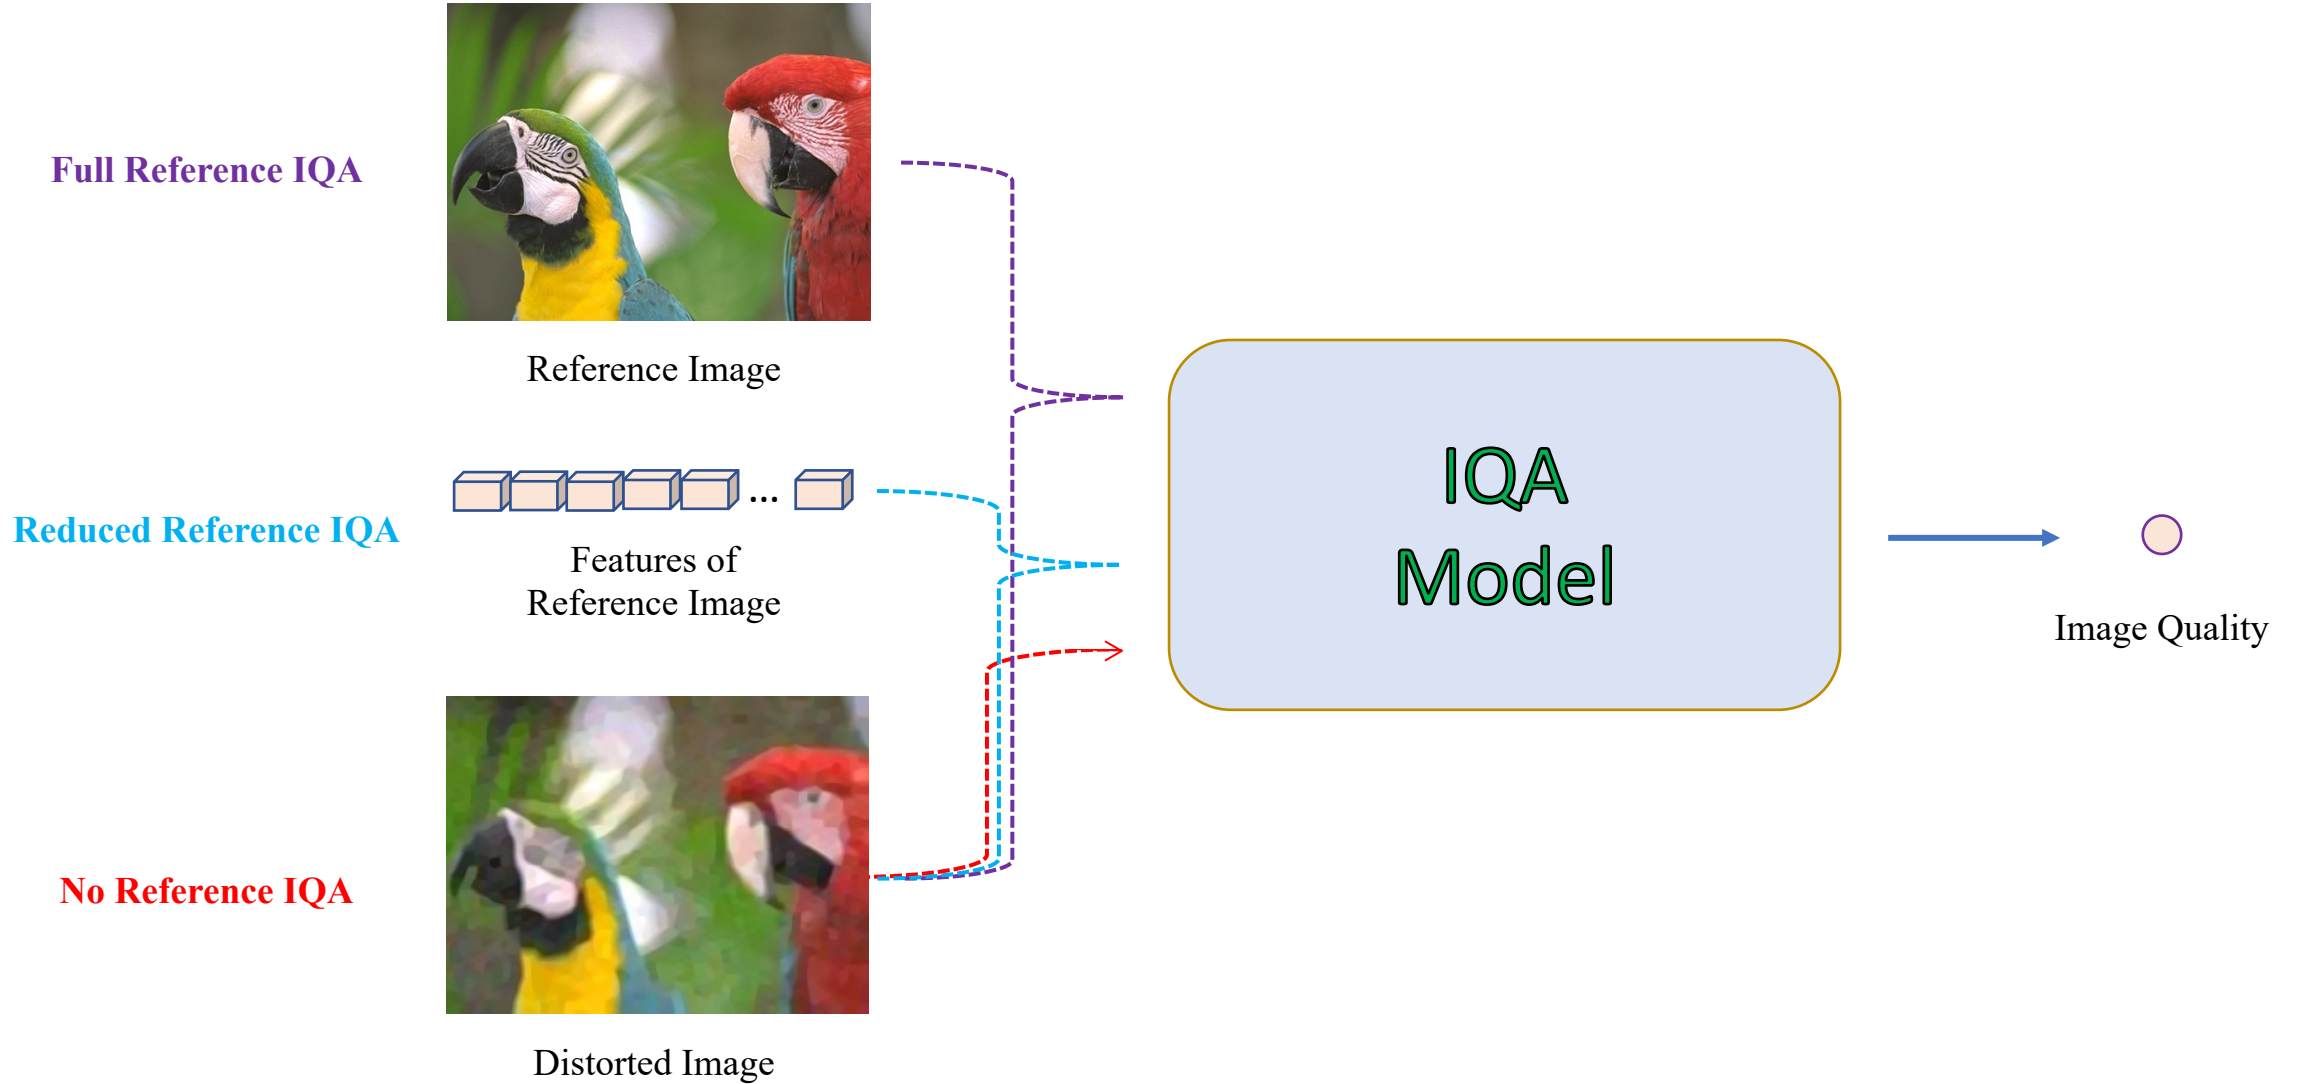 Full Reference IQA
Reference Image
Reduced Reference IQA
...
Features of
Reference Image
No Reference IQA
Distorted Image
IQA
Model
Image Quality